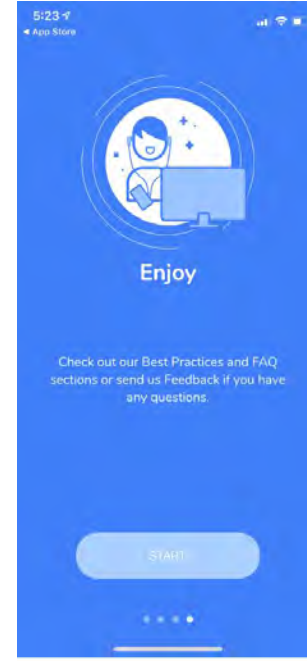 5:23
◀ App Store
Enjoy
Check out our Best Practices and FAQ
sections or send us Feedback if you have
any questions.
START